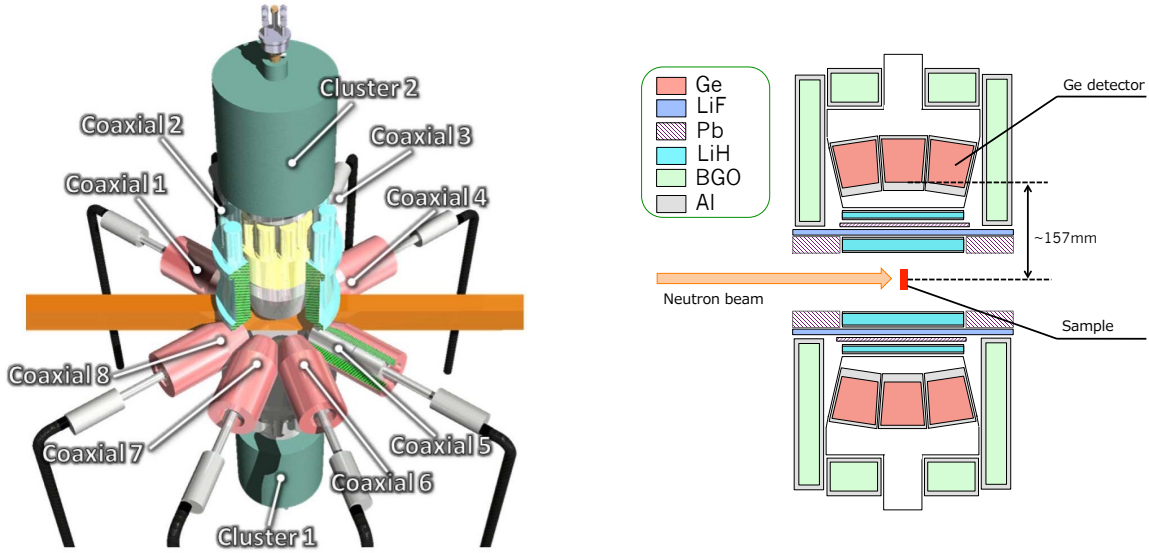 Cluster 2
Coaxial 2
Coaxial 3
Coaxial 1
Coaxial 4
Coaxial 8
Coaxial 7
Coaxial 5
Coaxial 6
Cluster 1
Ge
LiF
Pb
LiH
BGO
Al
Ge detector
~157mm
Neutron beam
Sample